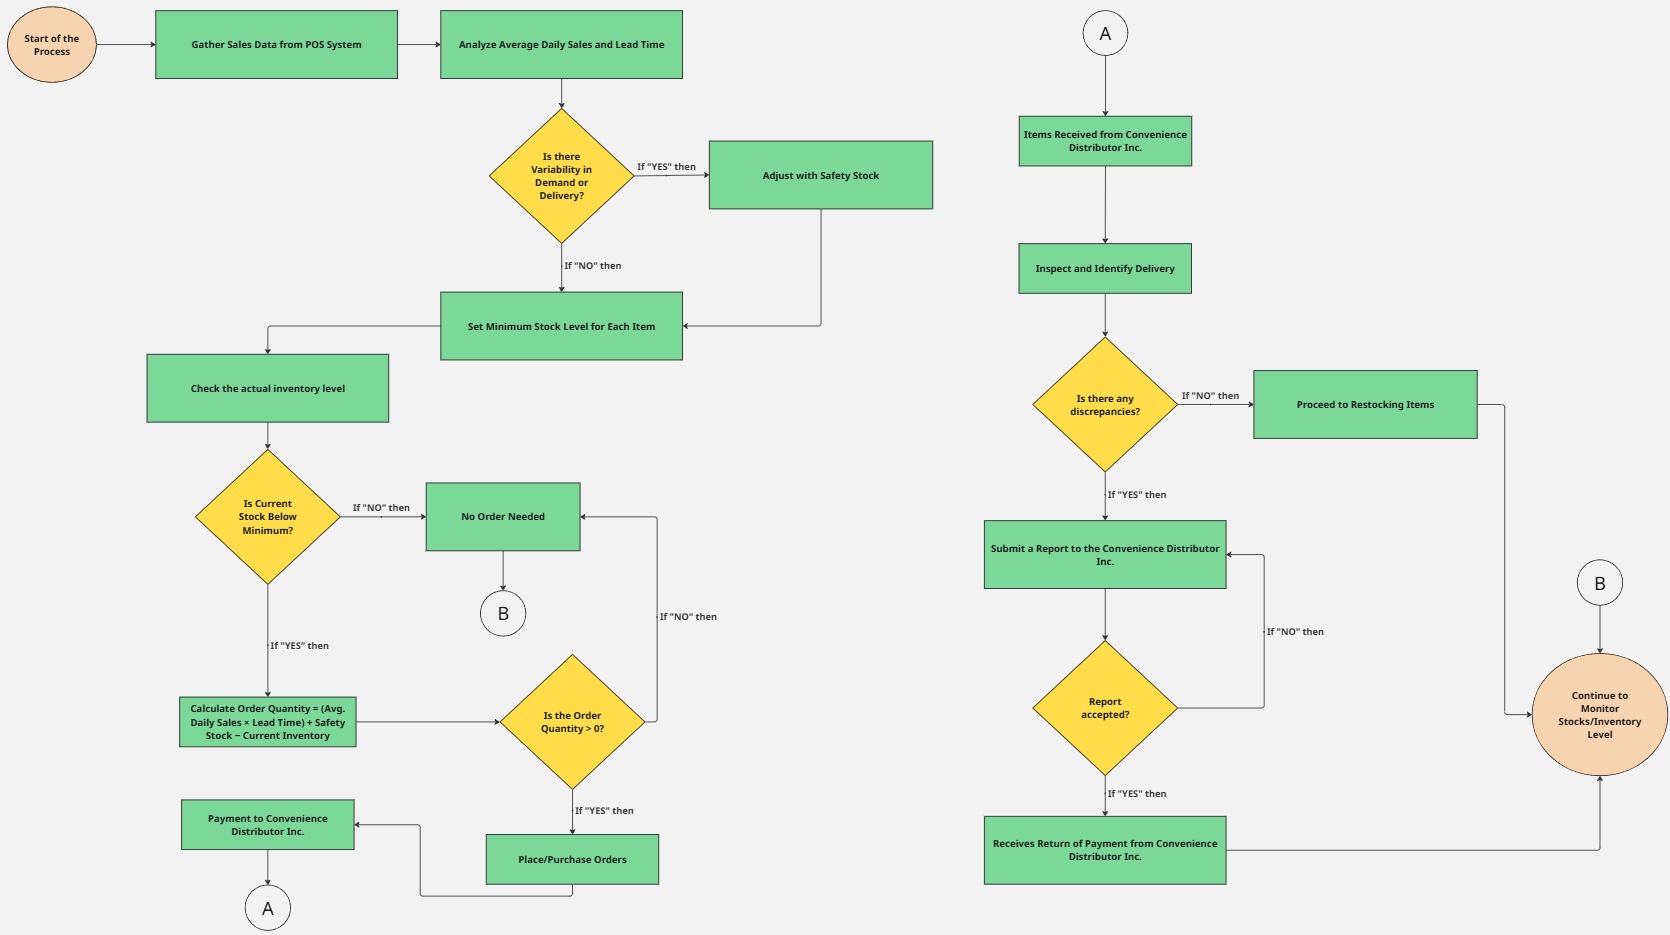 Start of the
Process
Gather Sales Data from POS System
Analyze Average Daily Sales and Lead Time
Is there
Variability in
Demand or
Delivery?
If "YES" then
Adjust with Safety Stock
If "NO" then
Set Minimum Stock Level for Each Item
Check the actual inventory level
Is Current
Stock Below
Minimum?
If "NO" then
No Order Needed
B
If "YES" then
Calculate Order Quantity = (Avg.
Daily Sales × Lead Time) + Safety
Stock − Current Inventory
Is the Order
Quantity > 0?
If "NO" then
If "YES" then
Place/Purchase Orders
Payment to Convenience
Distributor Inc.
A
A
Items Received from Convenience
Distributor Inc.
Inspect and Identify Delivery
Is there any
discrepancies?
If "NO" then
Proceed to Restocking Items
If "YES" then
Submit a Report to the Convenience Distributor
Inc.
Report
accepted?
If "NO" then
If "YES" then
Receives Return of Payment from Convenience
Distributor Inc.
B
Continue to
Monitor
Stocks/Inventory
Level